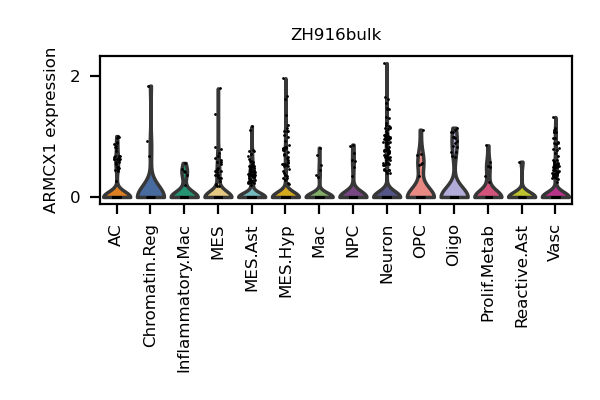 ZH916bulk
ARMCX1 expression
2
0
AC
Chromatin.Reg
Inflammatory.Mac
MES
MES.Ast
MES.Hyp
Mac
NPC
Neuron
OPC
Oligo
Prolif.Metab
Reactive.Ast
Vasc